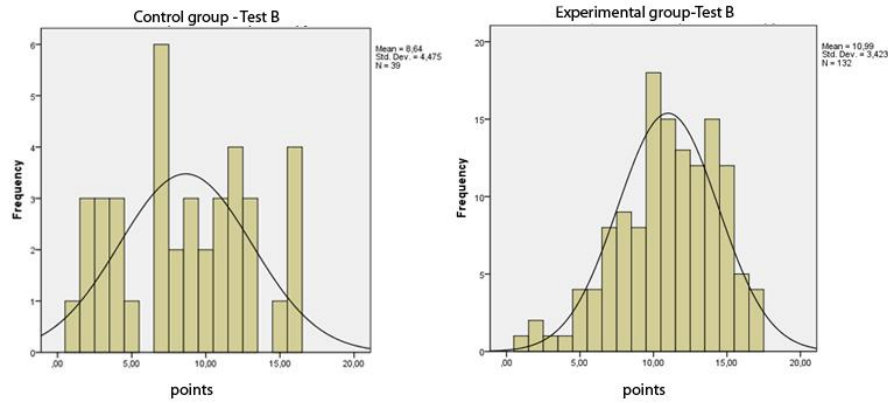 Control group - Test B
Mean = 8,64
Std. Dev. = 4,475
N = 39
6
5
4
3
2
1
0
Frequency
,00 5,00 10,00 15,00 20,00
points
Experimental group-Test B
Mean = 10,99
Std. Dev. = 3,423
N = 132
20
15
10
5
0
Frequency
,00 5,00 10,00 15,00 20,00
points